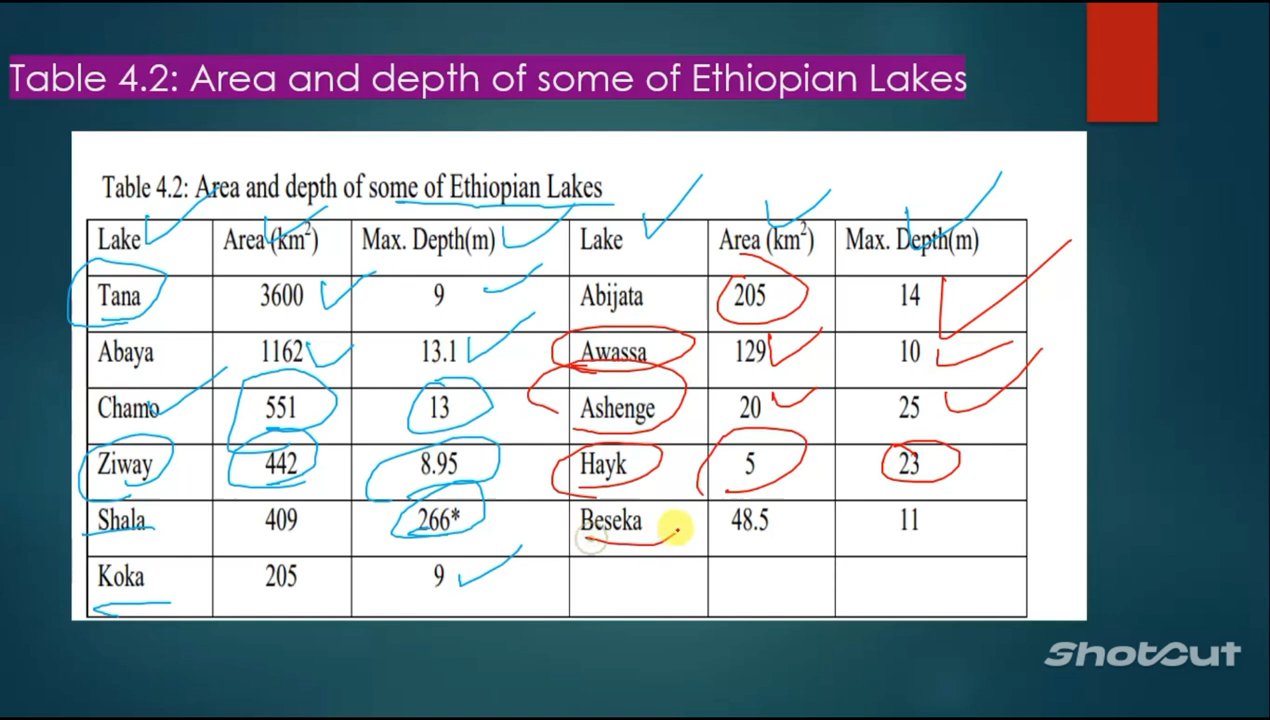 Table 4.2: Area and depth of some of Ethiopian Lakes
Table 4.2: Area and depth of some of Ethiopian Lakes
Lake Area (km²) Max. Depth(m) Lake Area (km²) Max. Depth(m)
Tana 3600 9 Abijata 205 14
Abaya 1162 13.1 Awassa 129 10
Chamo 551 13 Ashenge 20 25
Ziway 442 8.95 Hayk 5 23
Shala 409 266* Beseka 48.5 11
Koka 205 9
SHOTCUT